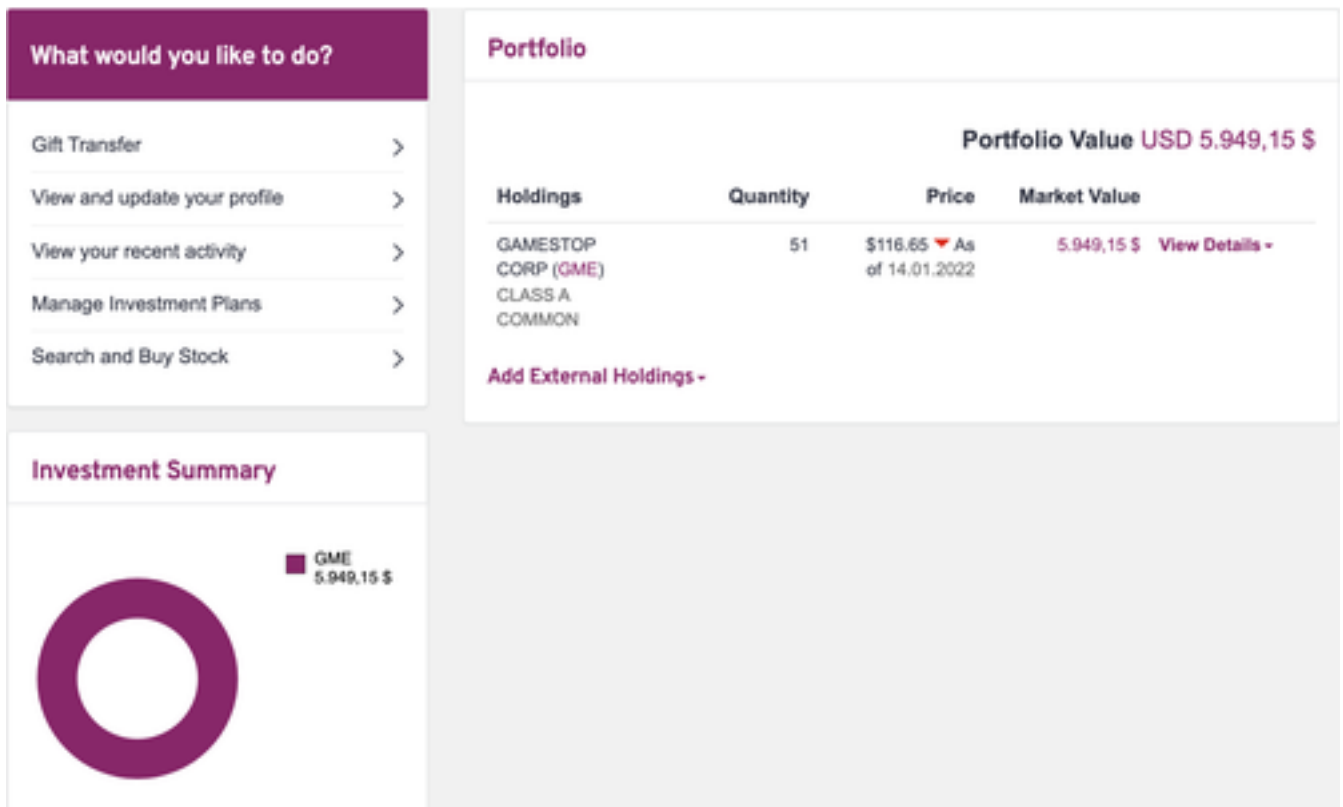 What would you like to do?
Gift Transfer
View and update your profile
View your recent activity
Manage Investment Plans
Search and Buy Stock
Portfolio
Portfolio Value USD 5.949,15 $
Holdings Quantity Price Market Value
GAMESTOP 51 $116.65 As 5.949,15 $ View Details
CORP (GME) of 14.01.2022
CLASS A
COMMON
Add External Holdings
Investment Summary
GME
5.949,15 $